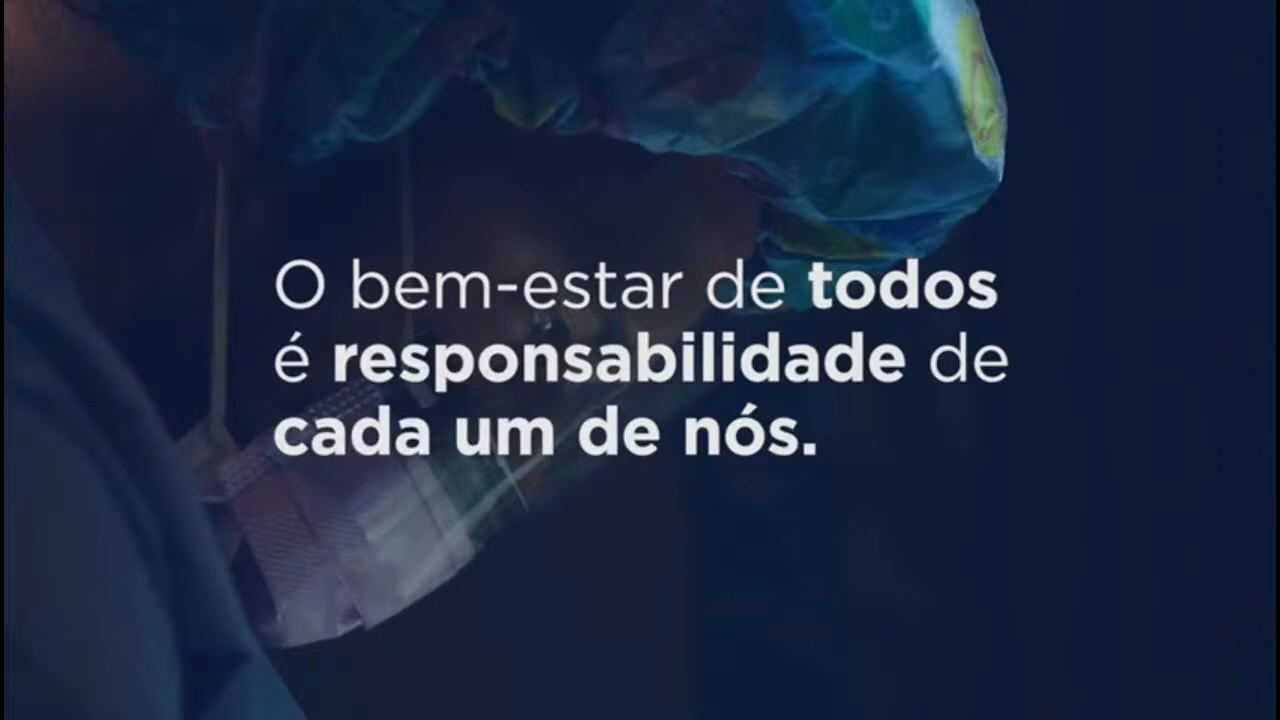 O bem-estar de todos
é responsabilidade de
cada um de nós.